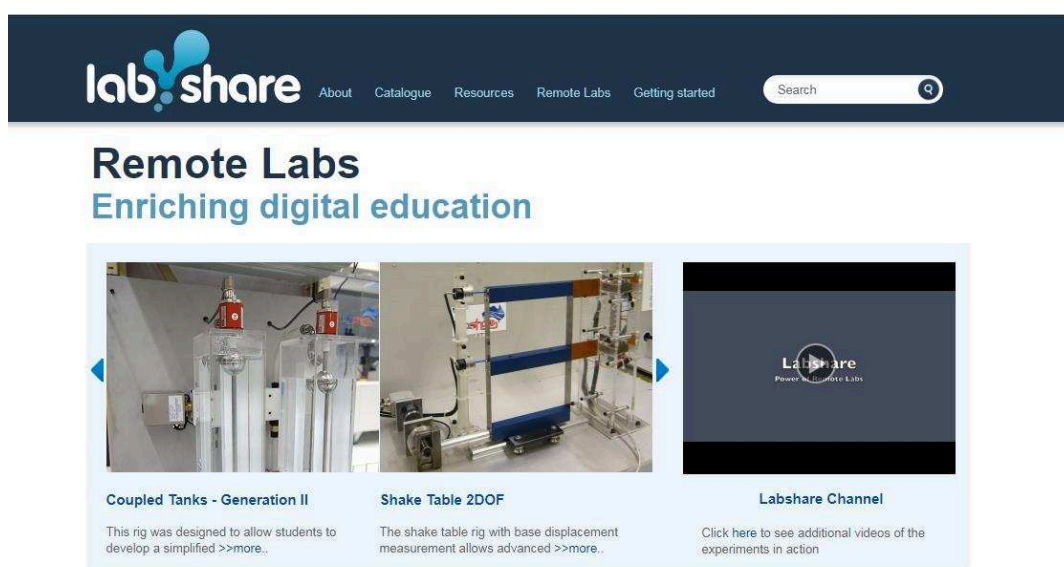 labshare
About Catalogue Resources Remote Labs Getting started
Search
Remote Labs
Enriching digital education
Labshare
Power of Remote Labs
Coupled Tanks - Generation II
This rig was designed to allow students to
develop a simplified >>more..
Shake Table 2DOF
The shake table rig with base displacement
measurement allows advanced >>more..
Labshare Channel
Click here to see additional videos of the
experiments in action